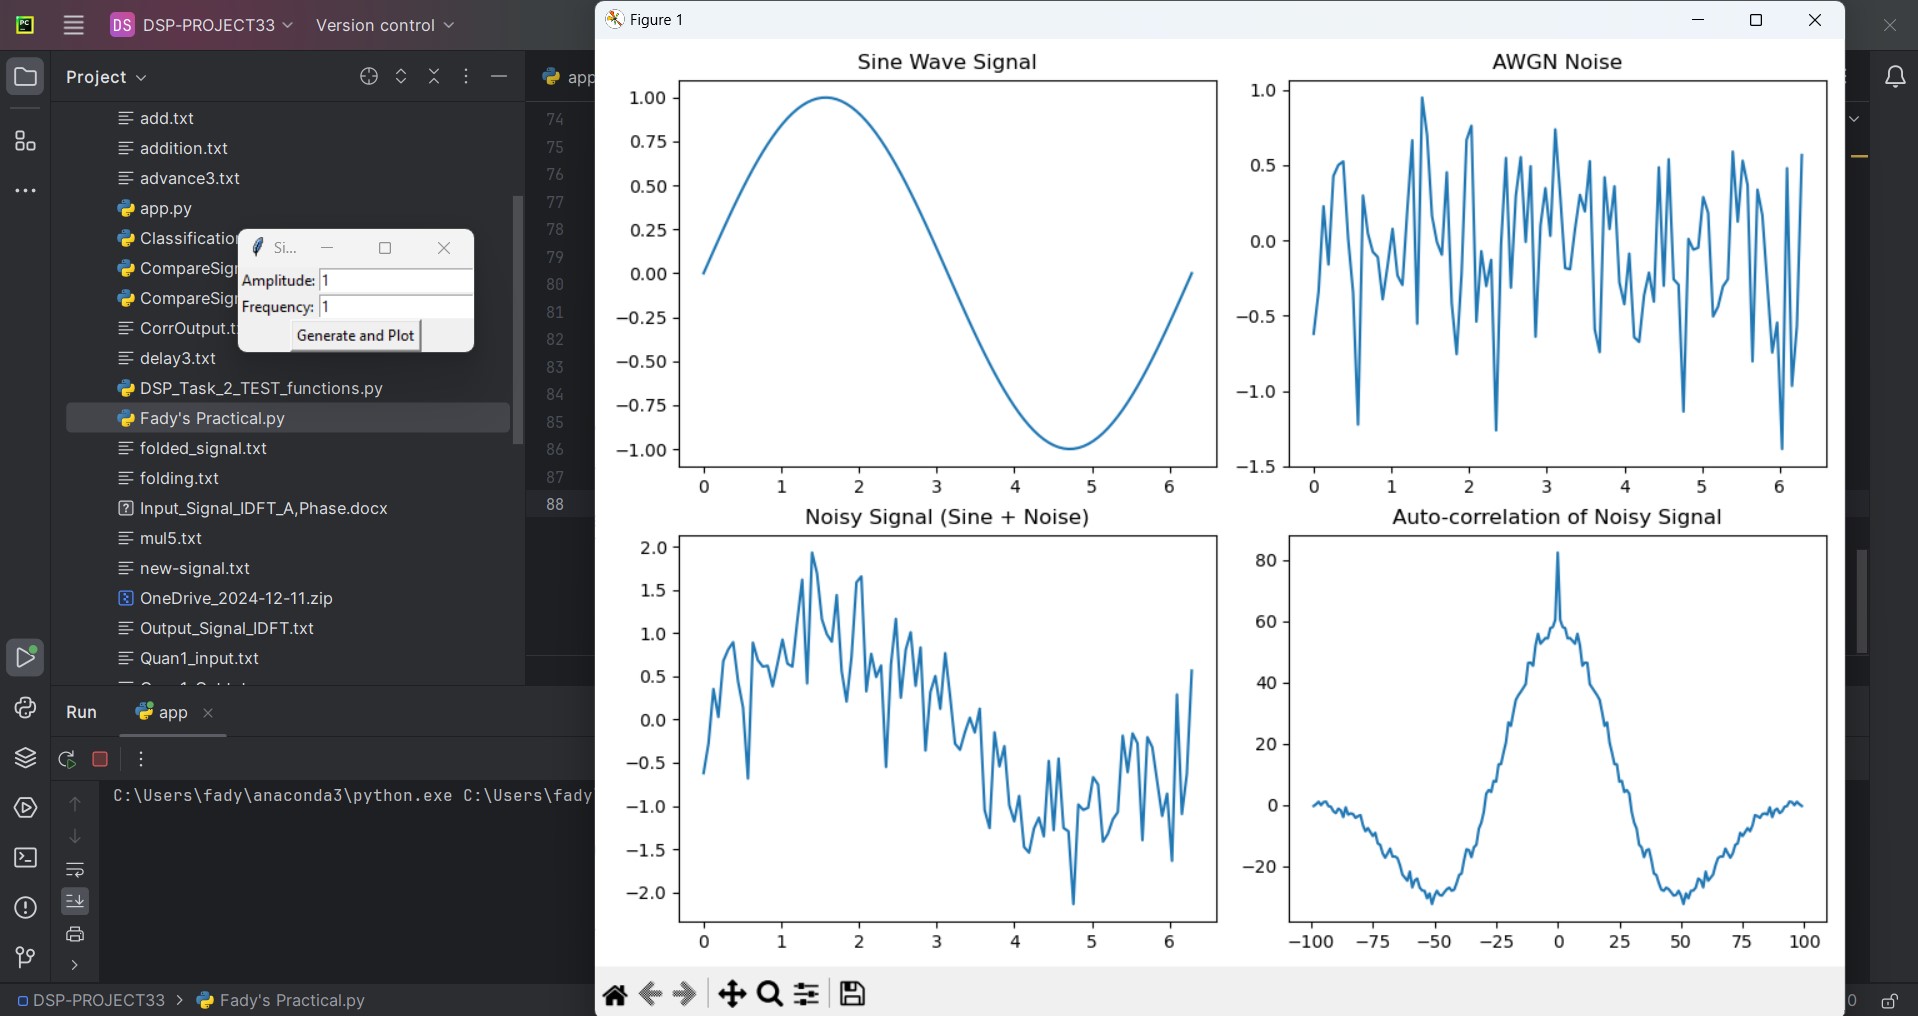 PC
DS DSP-PROJECT33 Version control
Project
add.txt
addition.txt
advance3.txt
app.py
Classification
CompareSigr
CompareSigr
CorrOutput.t
delay3.txt
DSP_Task_2_TEST_functions.py
Fady's Practical.py
folded_signal.txt
folding.txt
Input_Signal_IDFT_A,Phase.docx
mul5.txt
new-signal.txt
OneDrive_2024-12-11.zip
Output_Signal_IDFT.txt
Quan1_input.txt
Si...
Amplitude: 1
Frequency: 1
Generate and Plot
app
74
75
76
77
78
79
80
81
82
83
84
85
86
87
88
Run app
C:\Users\fady\anaconda3\python.exe C:\Users\fady
DSP-PROJECT33 > Fady's Practical.py
Figure 1
Sine Wave Signal
1.00
0.75
0.50
0.25
0.00
−0.25
−0.50
−0.75
−1.00
0 1 2 3 4 5 6
AWGN Noise
1.0
0.5
0.0
−0.5
−1.0
−1.5
0 1 2 3 4 5 6
Noisy Signal (Sine + Noise)
2.0
1.5
1.0
0.5
0.0
−0.5
−1.0
−1.5
−2.0
0 1 2 3 4 5 6
Auto-correlation of Noisy Signal
80
60
40
20
0
−20
−100 −75 −50 −25 0 25 50 75 100